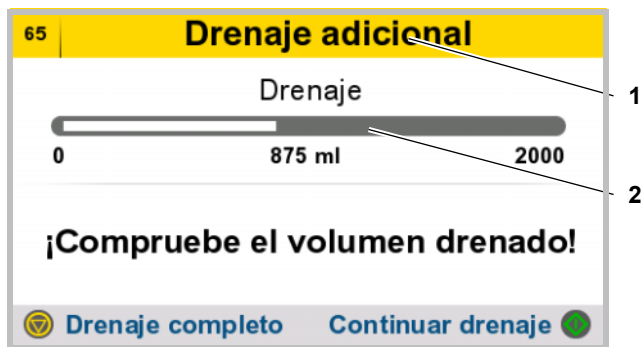 65 Drenaje adicional
1
Drenaje
0 875 ml 2000
2
¡Compruebe el volumen drenado!
Drenaje completo Continuar drenaje